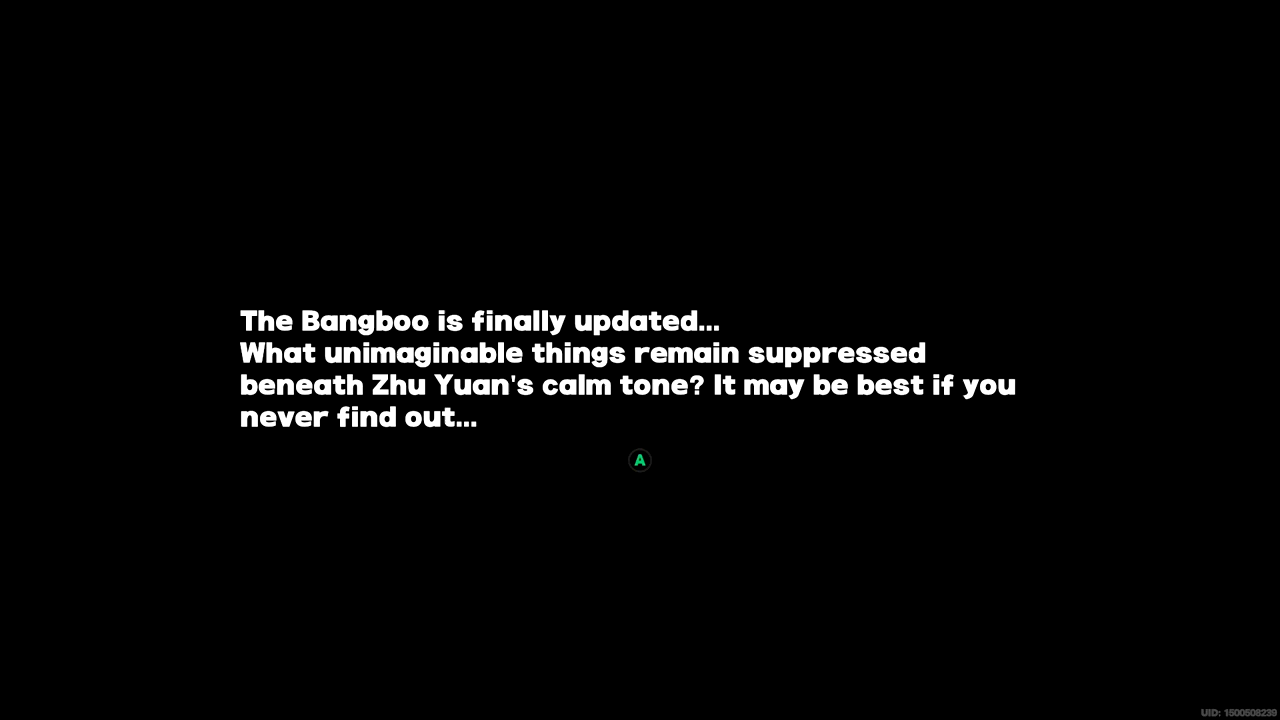 The Bangboo is finally updated...
What unimaginable things remain suppressed
beneath Zhu Yuan's calm tone? It may be best if you
never find out...
A
UID: 1500508239